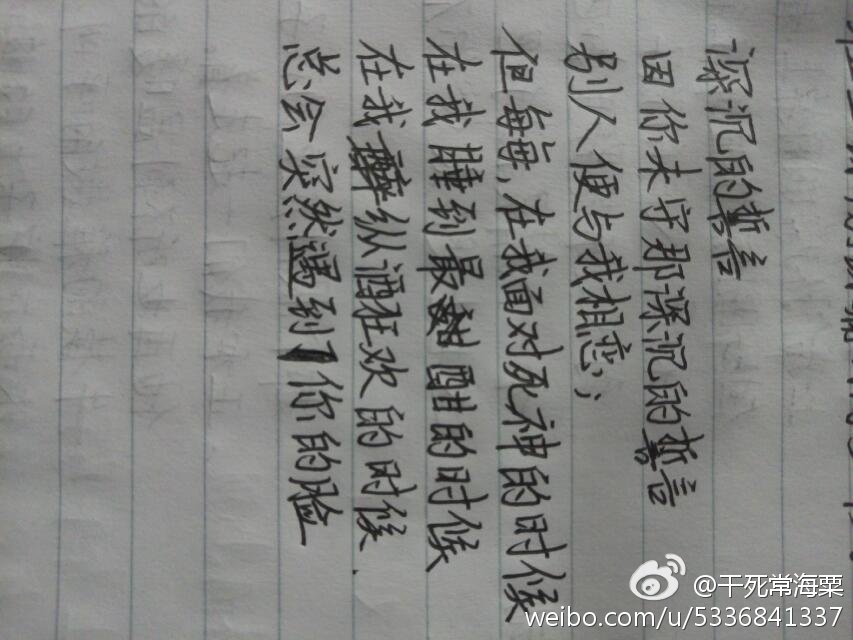 深沉的誓言
因你未守那深沉的誓言
别人便与我相恋；
但每每，在我面对死神的时候
在我睡到最酣的时候
在我纵酒狂欢的时候
总会突然遇到你的脸
@干死常海粟
weibo.com/u/5336841337